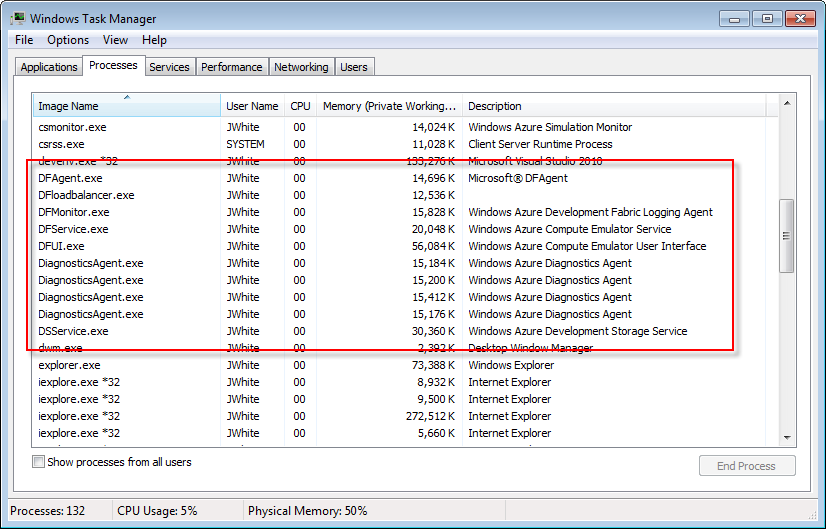 Windows Task Manager
File Options View Help
Applications Processes Services Performance Networking Users
Image Name User Name CPU Memory (Private Working... Description
csmonitor.exe JWhite 00 14,024 K Windows Azure Simulation Monitor
csrss.exe SYSTEM 00 11,028 K Client Server Runtime Process
devenv.exe *32 JWhite 00 133,276 K Microsoft Visual Studio 2010
DFAgent.exe JWhite 00 14,696 K Microsoft® DFAgent
DFloadbalancer.exe JWhite 00 12,536 K
DFMonitor.exe JWhite 00 15,828 K Windows Azure Development Fabric Logging Agent
DFService.exe JWhite 00 20,048 K Windows Azure Compute Emulator Service
DFUI.exe JWhite 00 56,084 K Windows Azure Compute Emulator User Interface
DiagnosticsAgent.exe JWhite 00 15,184 K Windows Azure Diagnostics Agent
DiagnosticsAgent.exe JWhite 00 15,200 K Windows Azure Diagnostics Agent
DiagnosticsAgent.exe JWhite 00 15,412 K Windows Azure Diagnostics Agent
DiagnosticsAgent.exe JWhite 00 15,176 K Windows Azure Diagnostics Agent
DSService.exe JWhite 00 30,360 K Windows Azure Development Storage Service
dwm.exe JWhite 00 2,392 K Desktop Window Manager
explorer.exe JWhite 00 73,388 K Windows Explorer
iexplore.exe *32 JWhite 00 8,932 K Internet Explorer
iexplore.exe *32 JWhite 00 9,500 K Internet Explorer
iexplore.exe *32 JWhite 00 272,512 K Internet Explorer
iexplore.exe *32 JWhite 00 5,660 K Internet Explorer
Show processes from all users
End Process
Processes: 132 CPU Usage: 5% Physical Memory: 50%